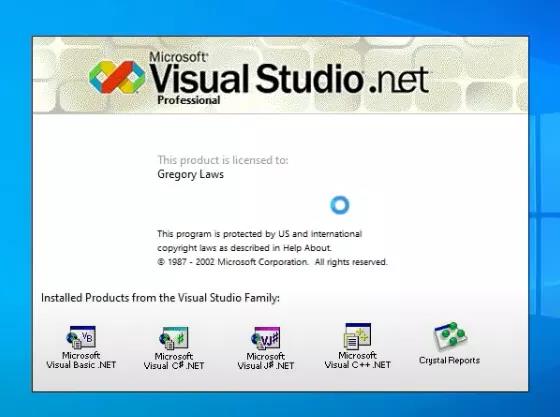 Microsoft®
Visual Studio .net
Professional
This product is licensed to:
Gregory Laws
This program is protected by US and international
copyright laws as described in Help About.
© 1987 - 2002 Microsoft Corporation. All rights reserved.
Installed Products from the Visual Studio Family:
Microsoft
Visual Basic .NET
Microsoft
Visual C# .NET
Microsoft
Visual J# .NET
Microsoft
Visual C++ .NET
Crystal Reports